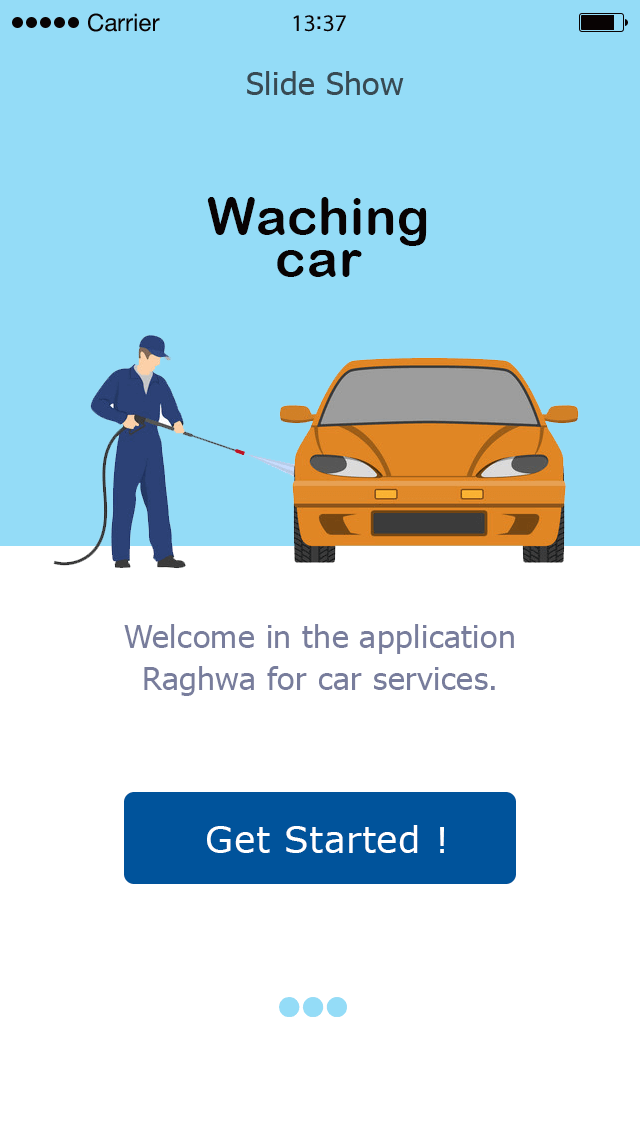 Carrier 13:37
Slide Show
Waching
car
Welcome in the application
Raghwa for car services.
Get Started !